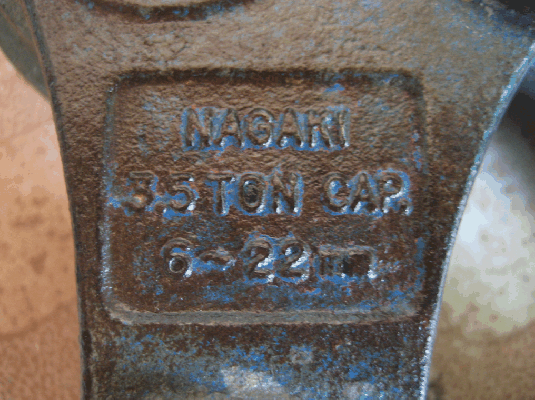 NAGAKI
3.5 TON CAP.
6~22mm